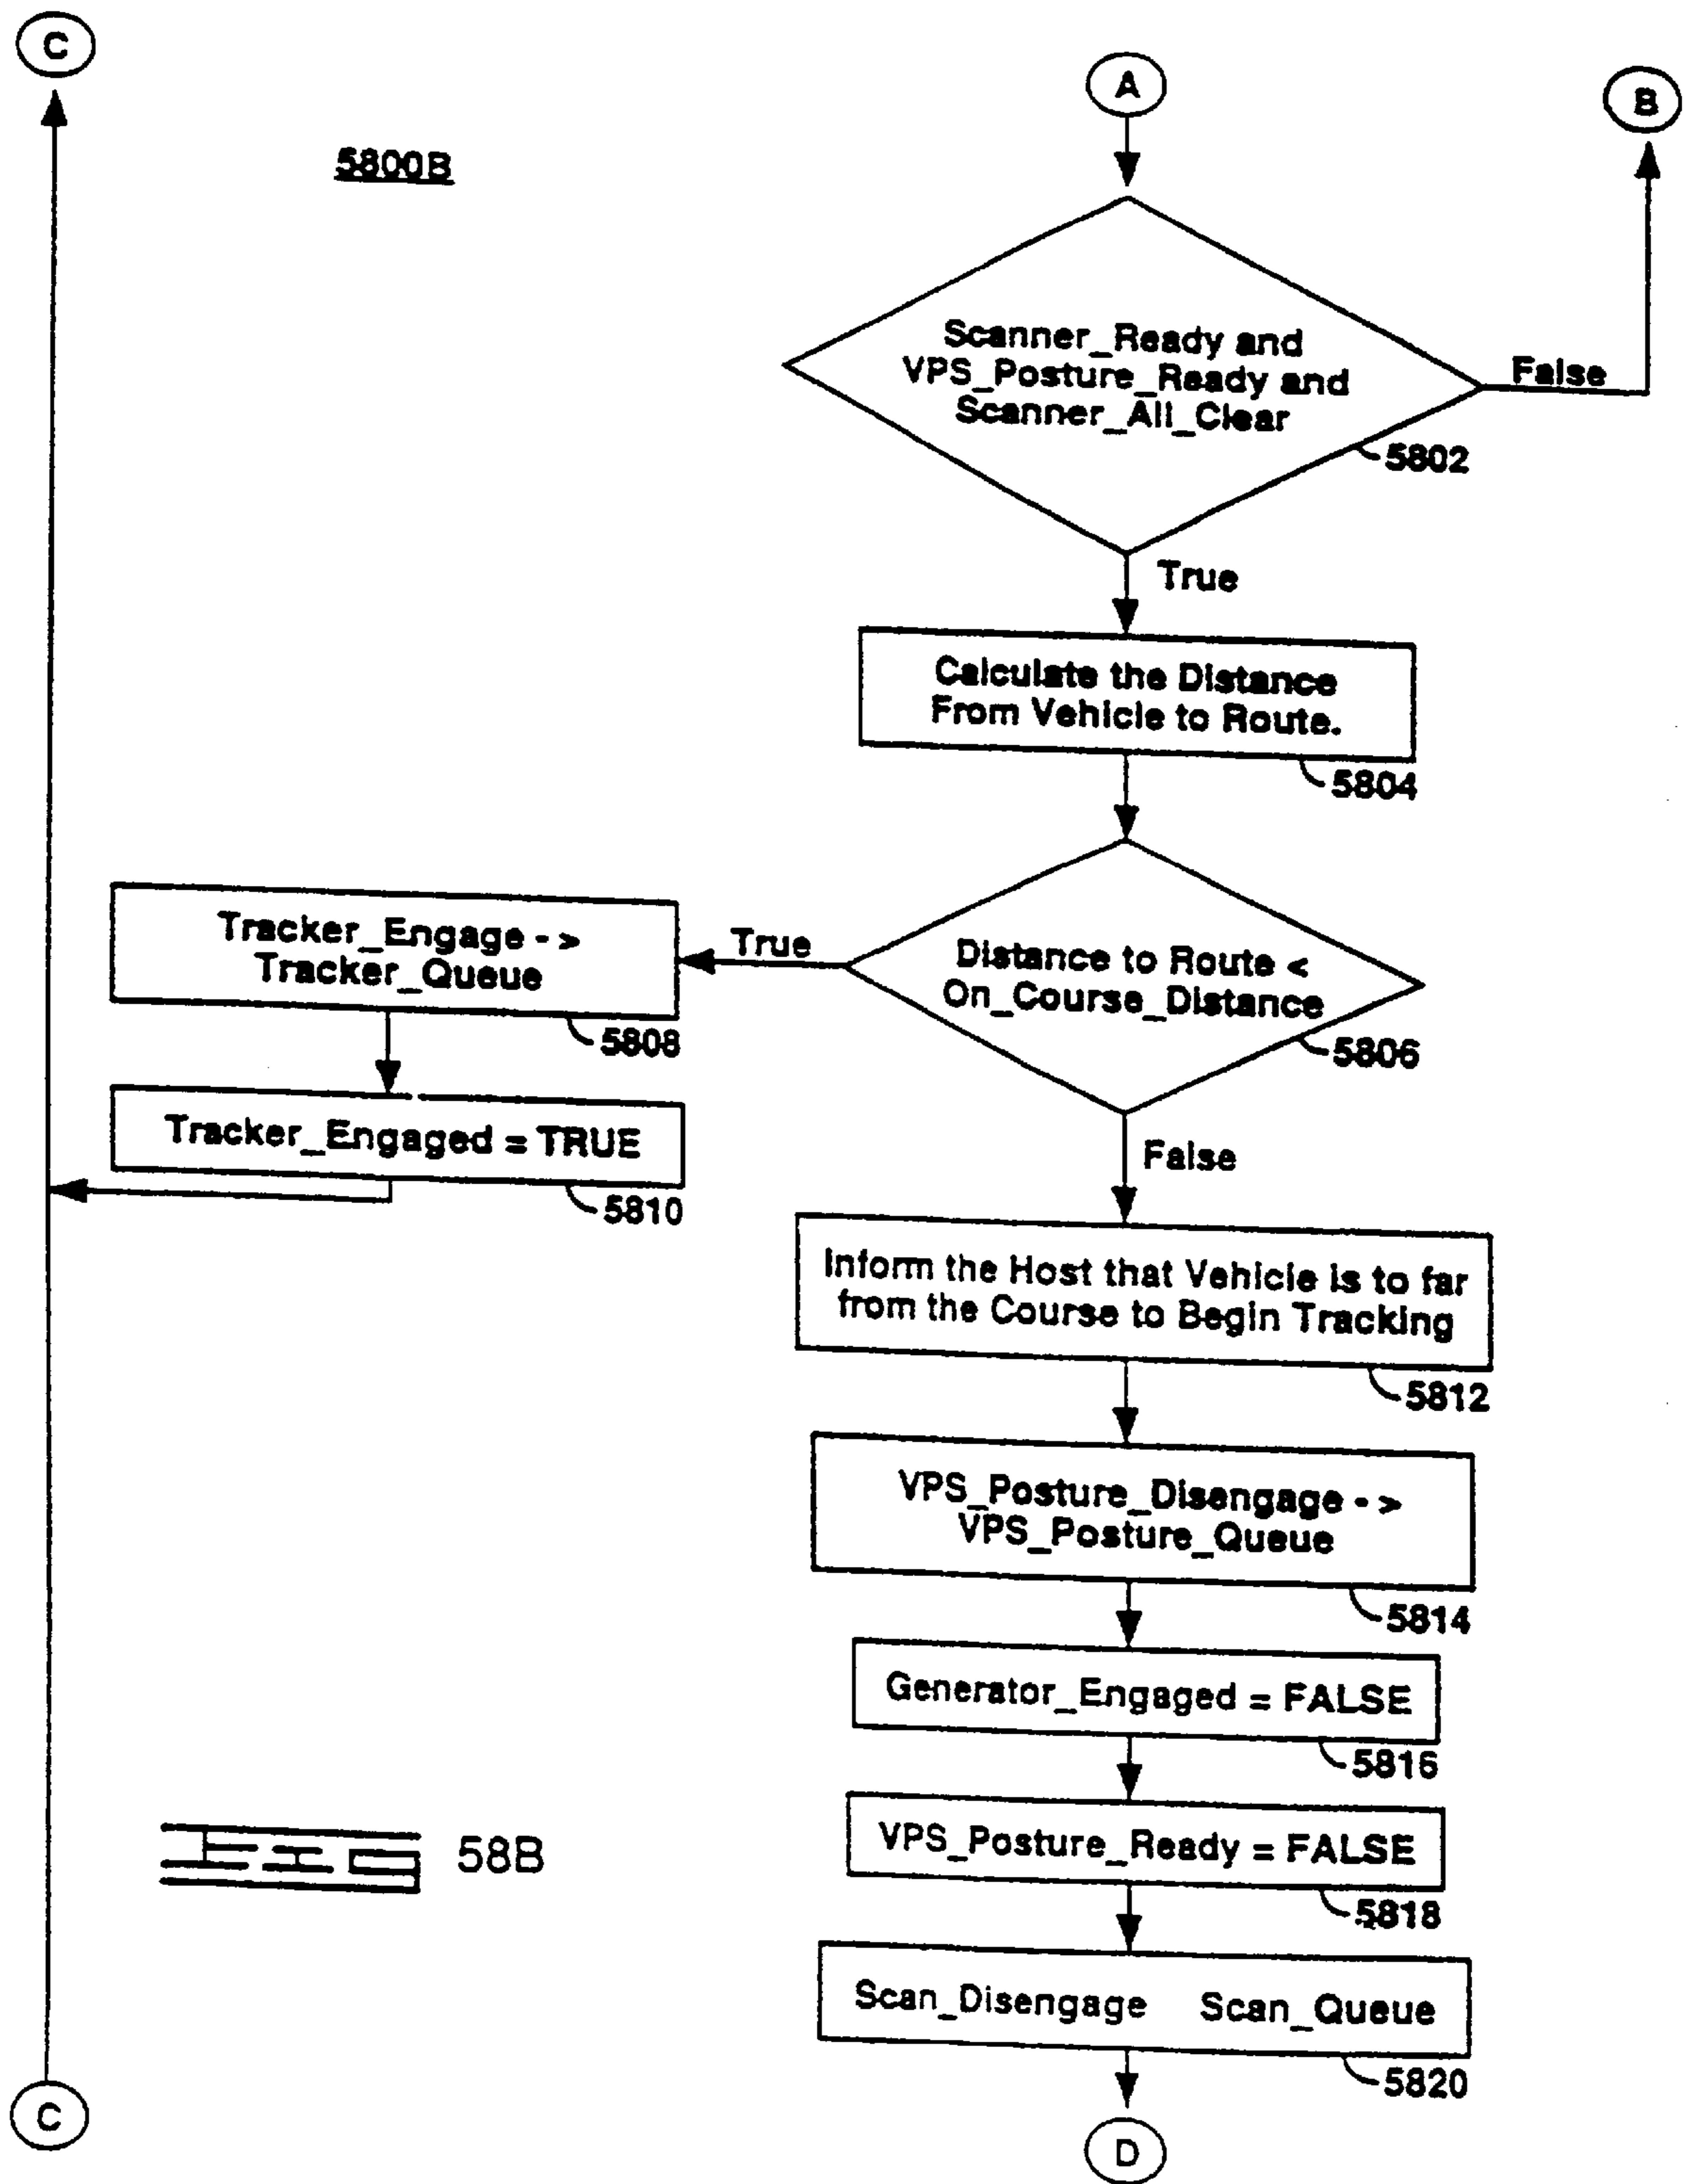 C
A
B
5800B
Scanner_Ready and
VPS_Posture_Ready and
Scanner_All_Clear
False
5802
True
Calculate the Distance
From Vehicle to Route.
5804
Tracker_Engage - >
Tracker_Queue
True
Distance to Route <
On_Course_Distance
5808
5806
Tracker_Engaged = TRUE
False
5810
Inform the Host that Vehicle is to far
from the Course to Begin Tracking
5812
VPS_Posture_Disengage - >
VPS_Posture_Queue
5814
Generator_Engaged = FALSE
5816
VPS_Posture_Ready = FALSE
FIG 58B
5818
Scan_Disengage Scan_Queue
5820
C
D